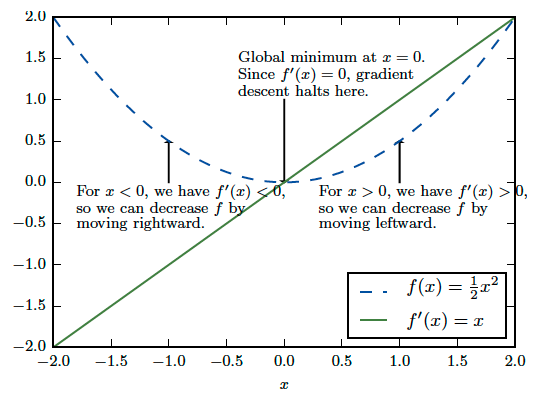 2.0
1.5
1.0
0.5
0.0
−0.5
−1.0
−1.5
−2.0
Global minimum at x = 0.
Since f′(x) = 0, gradient
descent halts here.
For x < 0, we have f′(x) < 0,
so we can decrease f by
moving rightward.
For x > 0, we have f′(x) > 0,
so we can decrease f by
moving leftward.
f(x) = ½x²
f′(x) = x
−2.0 −1.5 −1.0 −0.5 0.0 0.5 1.0 1.5 2.0
x